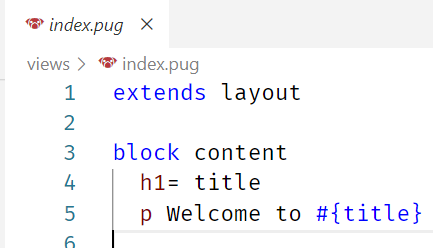 index.pug ×
views > index.pug
1 extends layout
2
3 block content
4   h1= title
5   p Welcome to #{title}
6